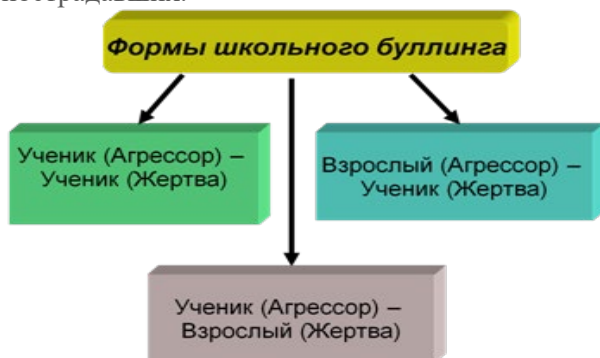 Формы школьного буллинга
Ученик (Агрессор) –
Ученик (Жертва)
Взрослый (Агрессор) –
Ученик (Жертва)
Ученик (Агрессор) –
Взрослый (Жертва)